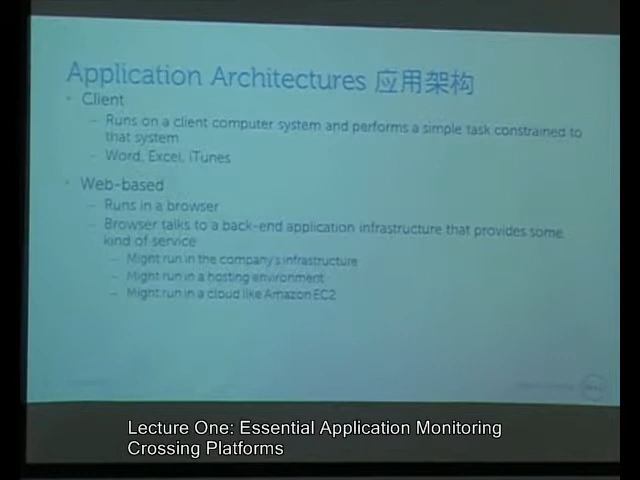 Application Architectures 应用架构
• Client
– Runs on a client computer system and performs a simple task constrained to
that system
– Word, Excel, iTunes
• Web-based
– Runs in a browser
– Browser talks to a back-end application infrastructure that provides some
kind of service
– Might run in the company's infrastructure
– Might run in a hosting environment
– Might run in a cloud like Amazon EC2
Lecture One: Essential Application Monitoring
Crossing Platforms